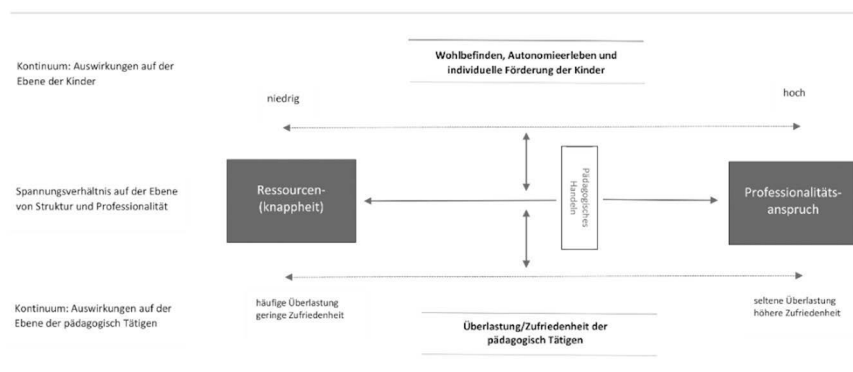 Kontinuum: Auswirkungen auf der
Ebene der Kinder
Wohlbefinden, Autonomieerleben und
individuelle Förderung der Kinder
niedrig
hoch
Spannungsverhältnis auf der Ebene
von Struktur und Professionalität
Ressourcen-
(knappheit)
Pädagogisches
Handeln
Professionalitäts-
anspruch
Kontinuum: Auswirkungen auf der
Ebene der pädagogisch Tätigen
häufige Überlastung
geringe Zufriedenheit
Überlastung/Zufriedenheit der
pädagogisch Tätigen
seltene Überlastung
höhere Zufriedenheit